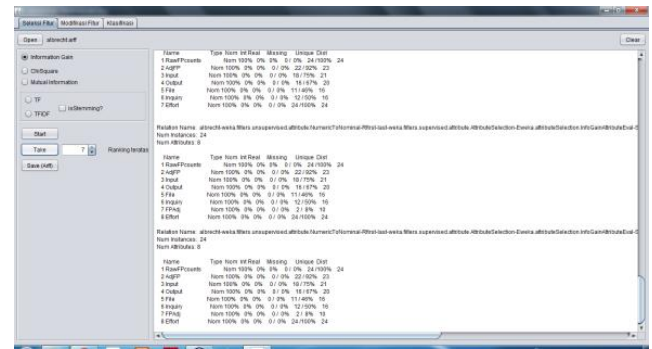 Seleksi Fitur Modifikasi Fitur Klasifikasi
Open albrecht.arff Clear
Information Gain
ChiSquare
Mutual Information
TF
TFIDF
isStemming?
Start
Take 7 Ranking teratas
Save (Arff)
Name Type Nom Int Real Missing Unique Dist
1 RawFPcounts Nom 100% 0% 0% 0 / 0% 24 /100% 24
2 AdjFP Nom 100% 0% 0% 0 / 0% 22 / 92% 23
3 Input Nom 100% 0% 0% 0 / 0% 18 / 75% 21
4 Output Nom 100% 0% 0% 0 / 0% 16 / 67% 20
5 File Nom 100% 0% 0% 0 / 0% 11 / 46% 16
6 Inquiry Nom 100% 0% 0% 0 / 0% 12 / 50% 16
7 Effort Nom 100% 0% 0% 0 / 0% 24 /100% 24
Relation Name: albrecht-weka.filters.unsupervised.attribute.NumericToNominal-Rfirst-last-weka.filters.supervised.attribute.AttributeSelection-Eweka.attributeSelection.InfoGainAttributeEval-S
Num Instances: 24
Num Attributes: 8
Name Type Nom Int Real Missing Unique Dist
1 RawFPcounts Nom 100% 0% 0% 0 / 0% 24 /100% 24
2 AdjFP Nom 100% 0% 0% 0 / 0% 22 / 92% 23
3 Input Nom 100% 0% 0% 0 / 0% 18 / 75% 21
4 Output Nom 100% 0% 0% 0 / 0% 16 / 67% 20
5 File Nom 100% 0% 0% 0 / 0% 11 / 46% 16
6 Inquiry Nom 100% 0% 0% 0 / 0% 12 / 50% 16
7 FPAdj Nom 100% 0% 0% 0 / 0% 2 / 8% 10
8 Effort Nom 100% 0% 0% 0 / 0% 24 /100% 24
Relation Name: albrecht-weka.filters.unsupervised.attribute.NumericToNominal-Rfirst-last-weka.filters.supervised.attribute.AttributeSelection-Eweka.attributeSelection.InfoGainAttributeEval-S
Num Instances: 24
Num Attributes: 8
Name Type Nom Int Real Missing Unique Dist
1 RawFPcounts Nom 100% 0% 0% 0 / 0% 24 /100% 24
2 AdjFP Nom 100% 0% 0% 0 / 0% 22 / 92% 23
3 Input Nom 100% 0% 0% 0 / 0% 18 / 75% 21
4 Output Nom 100% 0% 0% 0 / 0% 16 / 67% 20
5 File Nom 100% 0% 0% 0 / 0% 11 / 46% 16
6 Inquiry Nom 100% 0% 0% 0 / 0% 12 / 50% 16
7 FPAdj Nom 100% 0% 0% 0 / 0% 2 / 8% 10
8 Effort Nom 100% 0% 0% 0 / 0% 24 /100% 24